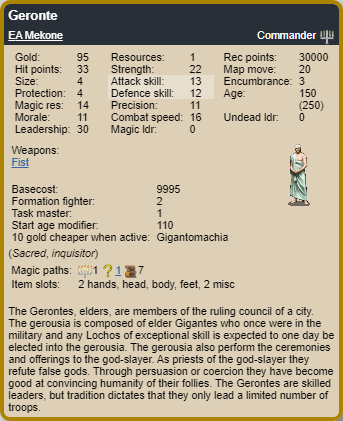 Geronte
EA Mekone Commander
Gold: 95 Resources: 1 Rec points: 30000
Hit points: 33 Strength: 22 Map move: 20
Size: 4 Attack skill: 13 Encumbrance: 3
Protection: 4 Defence skill: 12 Age: 150
Magic res: 14 Precision: 11 (250)
Morale: 11 Combat speed: 16 Undead ldr: 0
Leadership: 30 Magic ldr: 0
Weapons:
Fist
Basecost: 9995
Formation fighter: 2
Task master: 1
Start age modifier: 110
10 gold cheaper when active: Gigantomachia
(Sacred, inquisitor)
Magic paths: 1 ? 1 7
Item slots: 2 hands, head, body, feet, 2 misc
The Gerontes, elders, are members of the ruling council of a city.
The gerousia is composed of elder Gigantes who once were in the
military and any Lochos of exceptional skill is expected to one day be
elected into the gerousia. The gerousia also perform the ceremonies
and offerings to the god-slayer. As priests of the god-slayer they
refute false gods. Through persuasion or coercion they have become
good at convincing humanity of their follies. The Gerontes are skilled
leaders, but tradition dictates that they only lead a limited number of
troops.